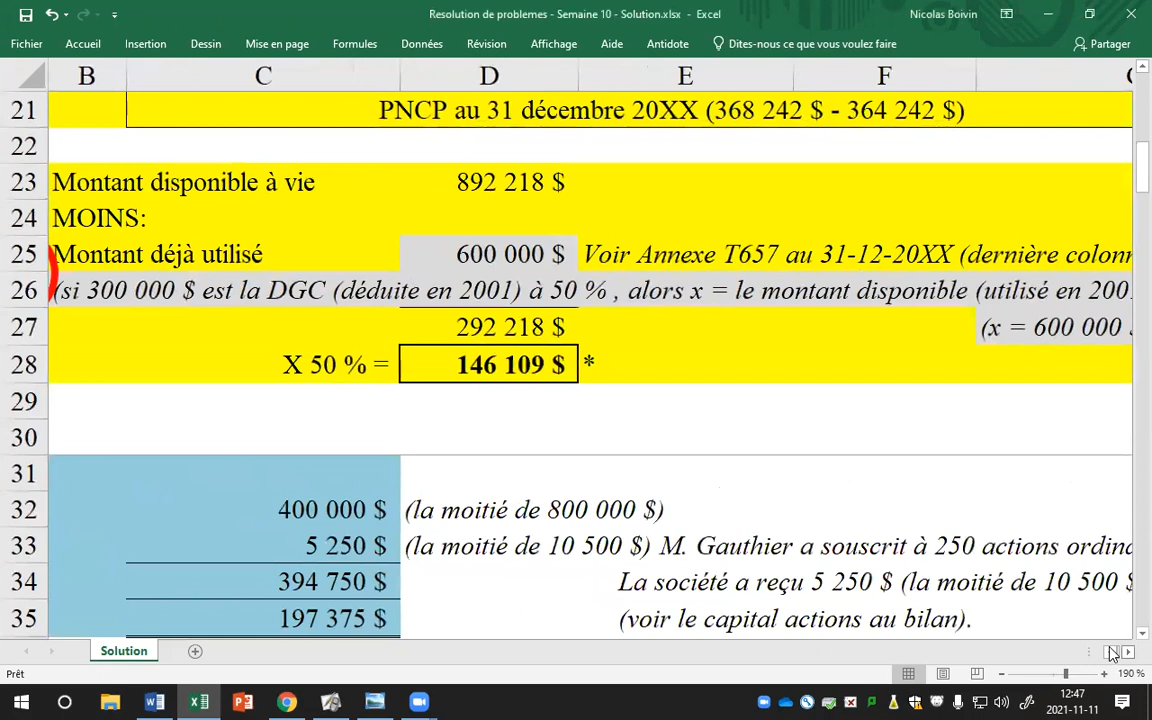 Resolution de problemes - Semaine 10 - Solution.xlsx - Excel
Nicolas Boivin
Fichier Accueil Insertion Dessin Mise en page Formules Données Révision Affichage Aide Antidote Dites-nous ce que vous voulez faire Partager
B C D E F
21 PNCP au 31 décembre 20XX (368 242 $ - 364 242 $)
22
23 Montant disponible à vie 892 218 $
24 MOINS:
25 Montant déjà utilisé 600 000 $ Voir Annexe T657 au 31-12-20XX (dernière colonn
26 (si 300 000 $ est la DGC (déduite en 2001) à 50 % , alors x = le montant disponible (utilisé en 200
27 292 218 $ (x = 600 000
28 X 50 % = 146 109 $ *
29
30
31
32 400 000 $ (la moitié de 800 000 $)
33 5 250 $ (la moitié de 10 500 $) M. Gauthier a souscrit à 250 actions ordin
34 394 750 $ La société a reçu 5 250 $ (la moitié de 10 500 $
35 197 375 $ (voir le capital actions au bilan).
Solution
Prêt
190 %
12:47
2021-11-11